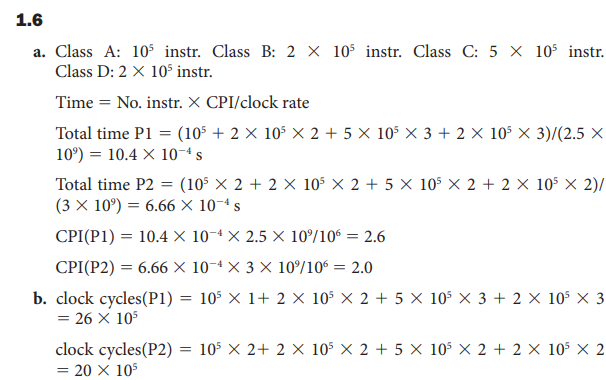 1.6
a. Class A: 10⁵ instr. Class B: 2 × 10⁵ instr. Class C: 5 × 10⁵ instr.
Class D: 2 × 10⁵ instr.
Time = No. instr. × CPI/clock rate
Total time P1 = (10⁵ + 2 × 10⁵ × 2 + 5 × 10⁵ × 3 + 2 × 10⁵ × 3)/(2.5 ×
10⁹) = 10.4 × 10⁻⁴ s
Total time P2 = (10⁵ × 2 + 2 × 10⁵ × 2 + 5 × 10⁵ × 2 + 2 × 10⁵ × 2)/
(3 × 10⁹) = 6.66 × 10⁻⁴ s
CPI(P1) = 10.4 × 10⁻⁴ × 2.5 × 10⁹/10⁶ = 2.6
CPI(P2) = 6.66 × 10⁻⁴ × 3 × 10⁹/10⁶ = 2.0
b. clock cycles(P1) = 10⁵ × 1+ 2 × 10⁵ × 2 + 5 × 10⁵ × 3 + 2 × 10⁵ × 3
= 26 × 10⁵
clock cycles(P2) = 10⁵ × 2+ 2 × 10⁵ × 2 + 5 × 10⁵ × 2 + 2 × 10⁵ × 2
= 20 × 10⁵